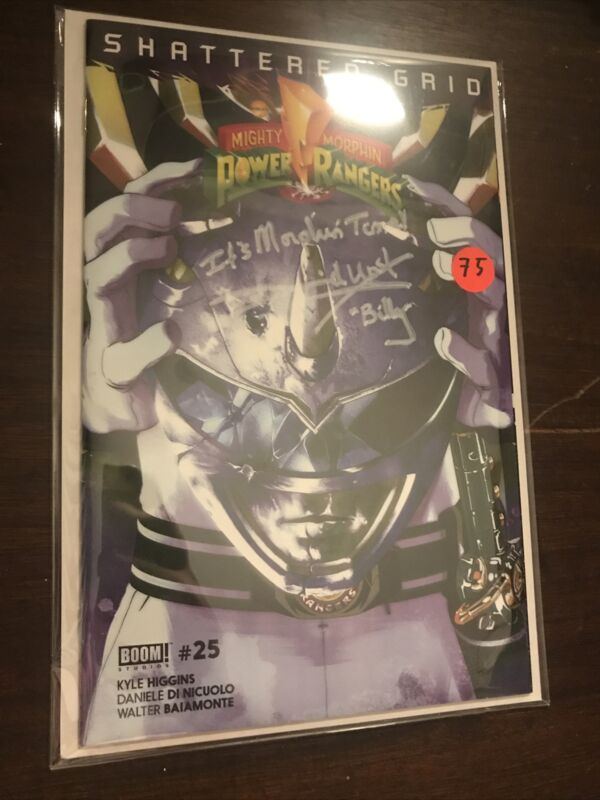 SHATTERED GRID
MIGHTY MORPHIN
POWER RANGERS
It's Morphin Time!
75
"Billy"
RANGERS
BOOM!
STUDIOS
#25
KYLE HIGGINS
DANIELE DI NICUOLO
WALTER BAIAMONTE